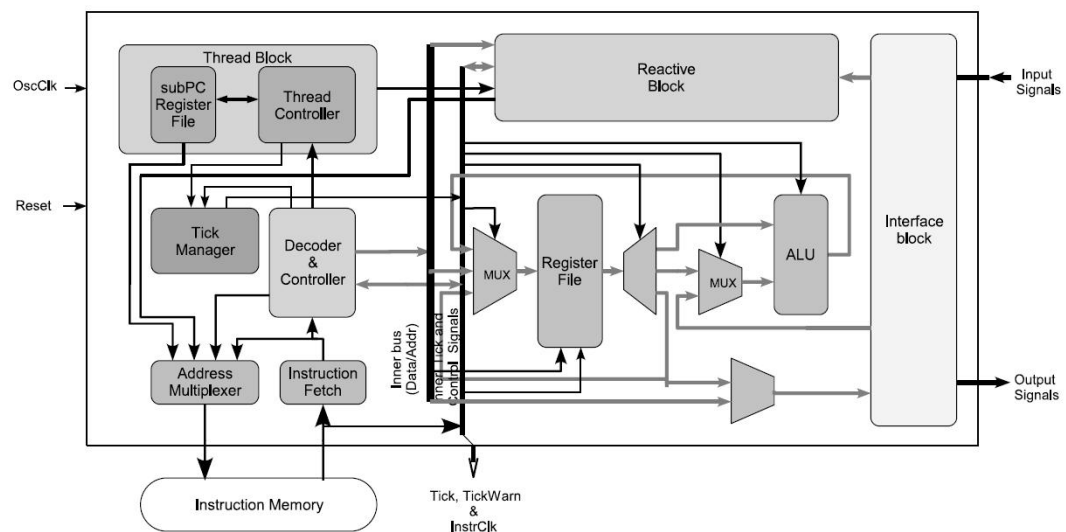 Thread Block
subPC
Register
File
Thread
Controller
Reactive
Block
OscClk
Input
Signals
Reset
Tick
Manager
Decoder
&
Controller
MUX
Register
File
MUX
ALU
Interface
block
Inner bus
(Data/Addr)
Inner Tick and
Control Signals
Address
Multiplexer
Instruction
Fetch
Output
Signals
Instruction Memory
Tick, TickWarn
&
InstrClk